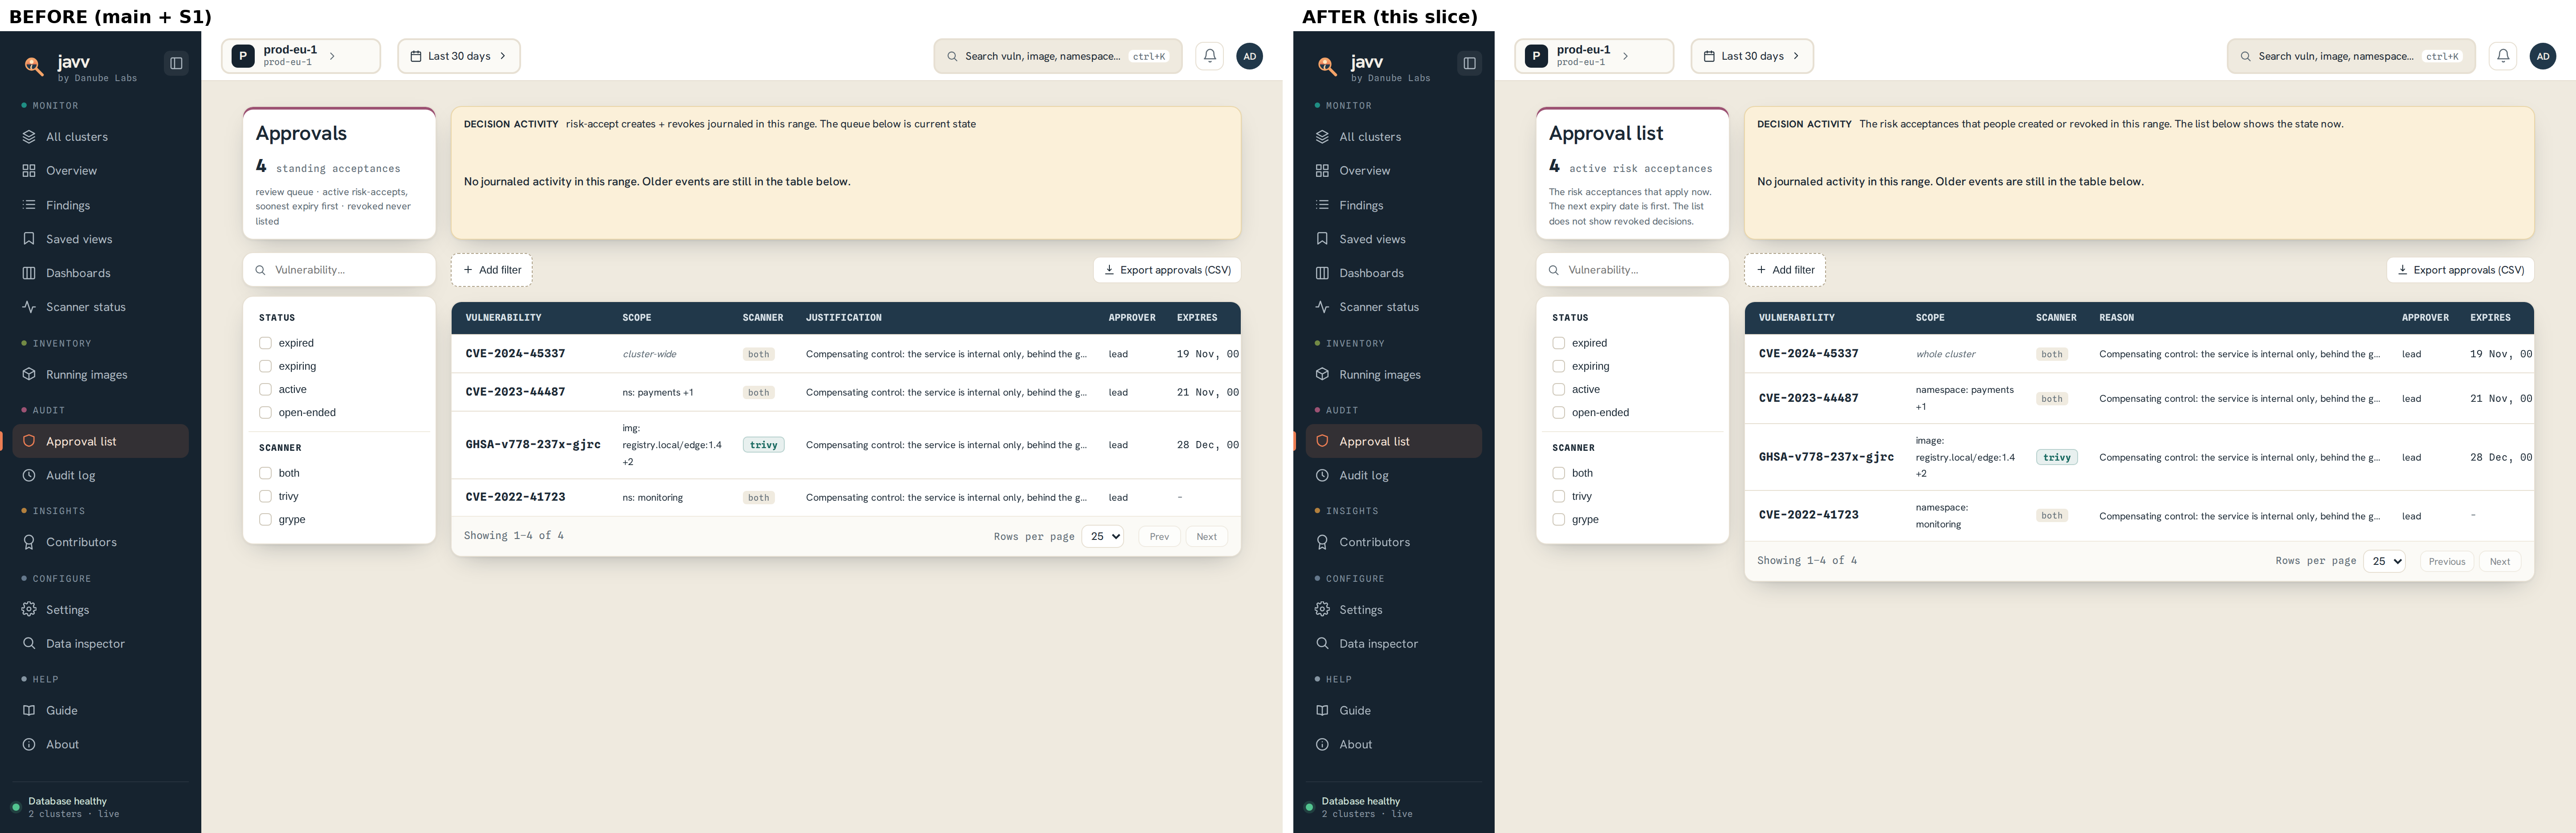 BEFORE (main + S1)
javv
by Danube Labs
MONITOR
All clusters
Overview
Findings
Saved views
Dashboards
Scanner status
INVENTORY
Running images
AUDIT
Approval list
Audit log
INSIGHTS
Contributors
CONFIGURE
Settings
Data inspector
HELP
Guide
About
Database healthy
2 clusters · live
P
prod-eu-1
prod-eu-1
Last 30 days
Search vuln, image, namespace... ctrl+K
AD
Approvals
4 standing acceptances
review queue · active risk-accepts,
soonest expiry first · revoked never
listed
DECISION ACTIVITY risk-accept creates + revokes journaled in this range. The queue below is current state
No journaled activity in this range. Older events are still in the table below.
Vulnerability...
+ Add filter
Export approvals (CSV)
STATUS
expired
expiring
active
open-ended
SCANNER
both
trivy
grype
VULNERABILITY SCOPE SCANNER JUSTIFICATION APPROVER EXPIRES
CVE-2024-45337 cluster-wide both Compensating control: the service is internal only, behind the g... lead 19 Nov, 00
CVE-2023-44487 ns: payments +1 both Compensating control: the service is internal only, behind the g... lead 21 Nov, 00
GHSA-v778-237x-gjrc img: registry.local/edge:1.4 +2 trivy Compensating control: the service is internal only, behind the g... lead 28 Dec, 00
CVE-2022-41723 ns: monitoring both Compensating control: the service is internal only, behind the g... lead –
Showing 1–4 of 4 Rows per page 25 Prev Next
AFTER (this slice)
javv
by Danube Labs
MONITOR
All clusters
Overview
Findings
Saved views
Dashboards
Scanner status
INVENTORY
Running images
AUDIT
Approval list
Audit log
INSIGHTS
Contributors
CONFIGURE
Settings
Data inspector
HELP
Guide
About
Database healthy
2 clusters · live
P
prod-eu-1
prod-eu-1
Last 30 days
Search vuln, image, namespace... ctrl+K
AD
Approval list
4 active risk acceptances
The risk acceptances that apply now.
The next expiry date is first. The list
does not show revoked decisions.
DECISION ACTIVITY The risk acceptances that people created or revoked in this range. The list below shows the state now.
No journaled activity in this range. Older events are still in the table below.
Vulnerability...
+ Add filter
Export approvals (CSV)
STATUS
expired
expiring
active
open-ended
SCANNER
both
trivy
grype
VULNERABILITY SCOPE SCANNER REASON APPROVER EXPIRES
CVE-2024-45337 whole cluster both Compensating control: the service is internal only, behind the g... lead 19 Nov, 00
CVE-2023-44487 namespace: payments +1 both Compensating control: the service is internal only, behind the g... lead 21 Nov, 00
GHSA-v778-237x-gjrc image: registry.local/edge:1.4 +2 trivy Compensating control: the service is internal only, behind the g... lead 28 Dec, 00
CVE-2022-41723 namespace: monitoring both Compensating control: the service is internal only, behind the g... lead –
Showing 1–4 of 4 Rows per page 25 Previous Next